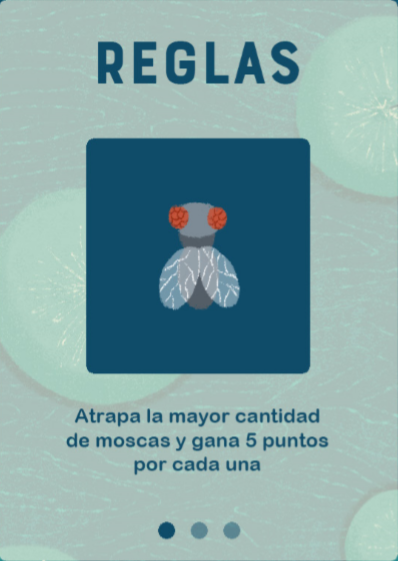 REGLAS
Atrapa la mayor cantidad
de moscas y gana 5 puntos
por cada una